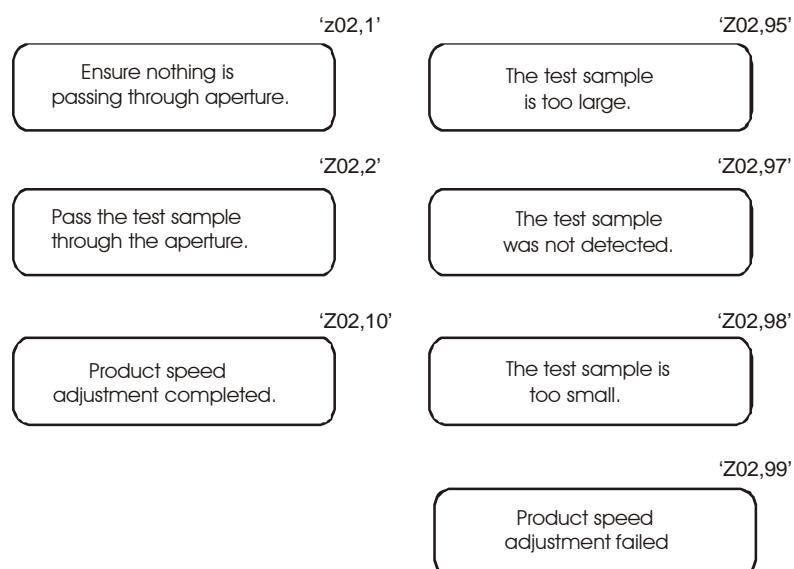 ‘z02,1’
Ensure nothing is
passing through aperture.
‘Z02,2’
Pass the test sample
through the aperture.
‘Z02,10’
Product speed
adjustment completed.
‘Z02,95’
The test sample
is too large.
‘Z02,97’
The test sample
was not detected.
‘Z02,98’
The test sample is
too small.
‘Z02,99’
Product speed
adjustment failed